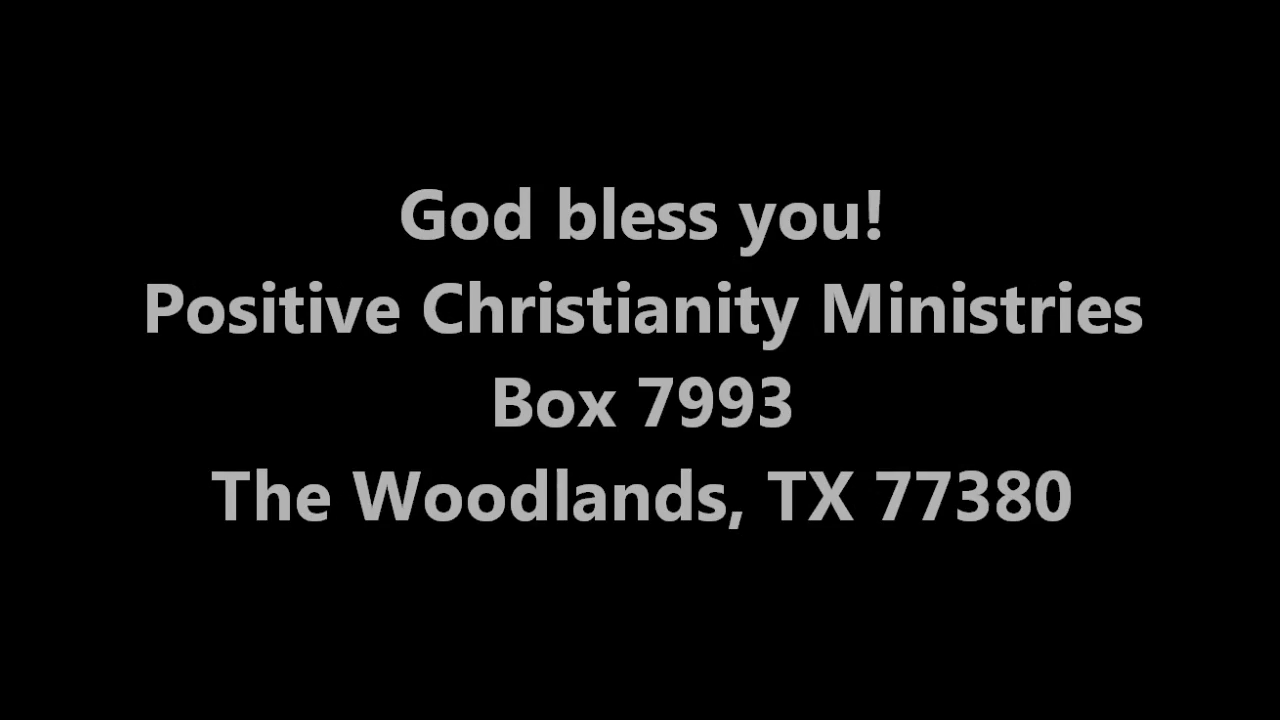 God bless you!
Positive Christianity Ministries
Box 7993
The Woodlands, TX 77380